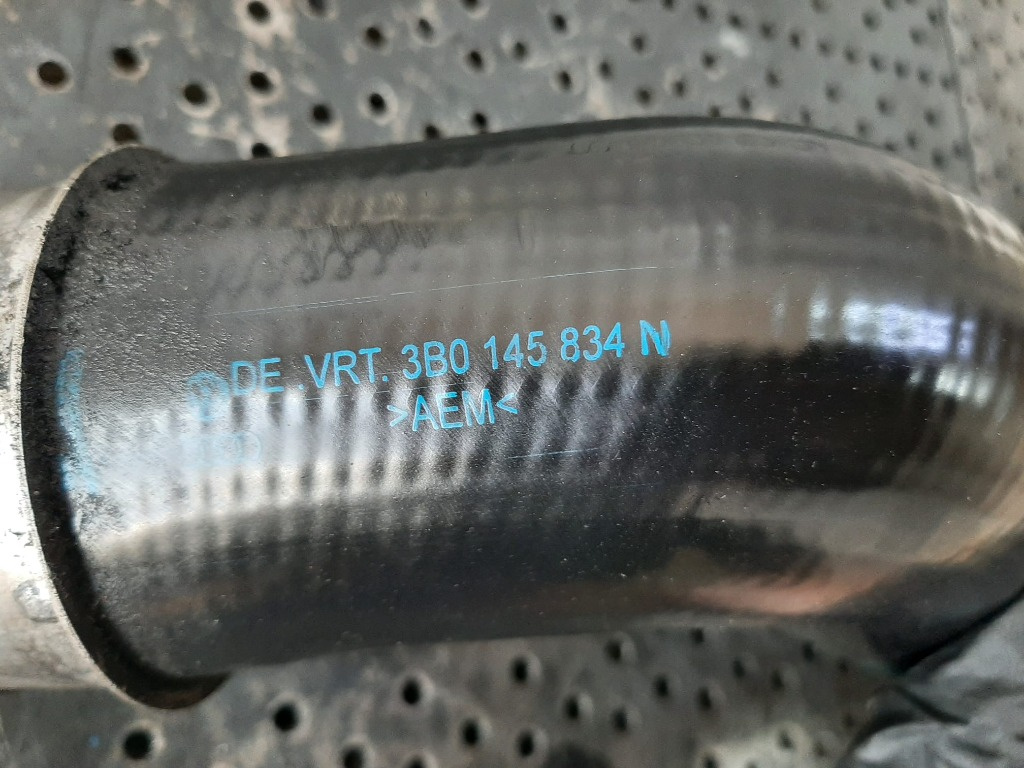 DE .VRT. 3B0 145 834 N
>AEM<